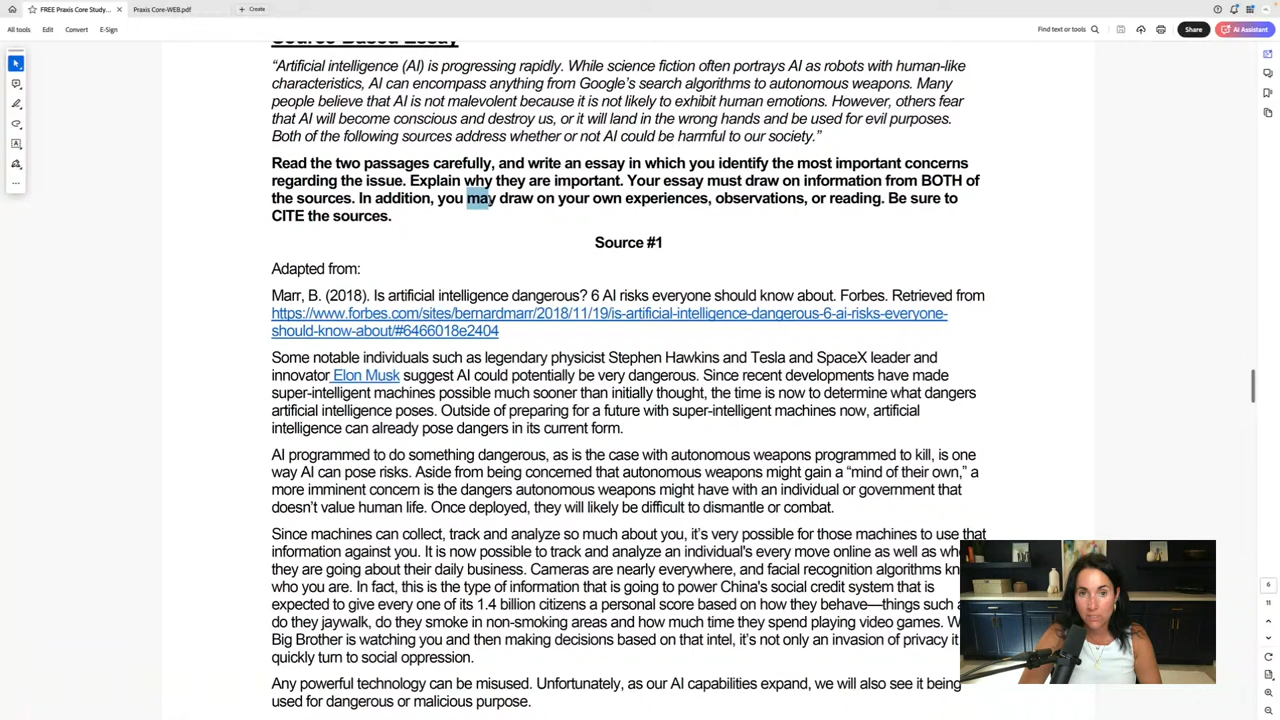 FREE Praxis Core Study... Praxis Core-WEB.pdf Create
All tools Edit Convert E-Sign Find text or tools Share AI Assistant
Source-Based Essay
“Artificial intelligence (AI) is progressing rapidly. While science fiction often portrays AI as robots with human-like
characteristics, AI can encompass anything from Google’s search algorithms to autonomous weapons. Many
people believe that AI is not malevolent because it is not likely to exhibit human emotions. However, others fear
that AI will become conscious and destroy us, or it will land in the wrong hands and be used for evil purposes.
Both of the following sources address whether or not AI could be harmful to our society.”
Read the two passages carefully, and write an essay in which you identify the most important concerns
regarding the issue. Explain why they are important. Your essay must draw on information from BOTH of
the sources. In addition, you may draw on your own experiences, observations, or reading. Be sure to
CITE the sources.
Source #1
Adapted from:
Marr, B. (2018). Is artificial intelligence dangerous? 6 AI risks everyone should know about. Forbes. Retrieved from
https://www.forbes.com/sites/bernardmarr/2018/11/19/is-artificial-intelligence-dangerous-6-ai-risks-everyone-
should-know-about/#6466018e2404
Some notable individuals such as legendary physicist Stephen Hawkins and Tesla and SpaceX leader and
innovator Elon Musk suggest AI could potentially be very dangerous. Since recent developments have made
super-intelligent machines possible much sooner than initially thought, the time is now to determine what dangers
artificial intelligence poses. Outside of preparing for a future with super-intelligent machines now, artificial
intelligence can already pose dangers in its current form.
AI programmed to do something dangerous, as is the case with autonomous weapons programmed to kill, is one
way AI can pose risks. Aside from being concerned that autonomous weapons might gain a “mind of their own,” a
more imminent concern is the dangers autonomous weapons might have with an individual or government that
doesn’t value human life. Once deployed, they will likely be difficult to dismantle or combat.
Since machines can collect, track and analyze so much about you, it’s very possible for those machines to use that
information against you. It is now possible to track and analyze an individual's every move online as well as
they are going about their daily business. Cameras are nearly everywhere, and facial recognition algorithms
who you are. In fact, this is the type of information that is going to power China's social credit system that is
expected to give every one of its 1.4 billion citizens a personal score based on how they behave—things such
do they jaywalk, do they smoke in non-smoking areas and how much time they spend playing video games.
Big Brother is watching you and then making decisions based on that intel, it’s not only an invasion of privacy
quickly turn to social oppression.
Any powerful technology can be misused. Unfortunately, as our AI capabilities expand, we will also see it being
used for dangerous or malicious purpose.
6
11